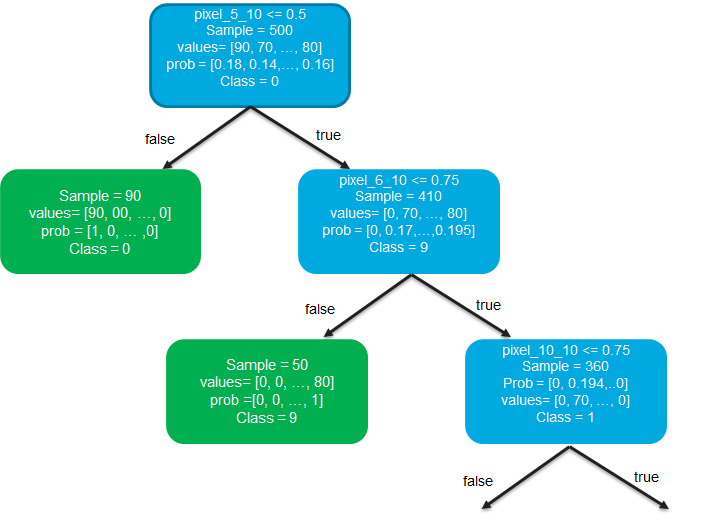 pixel_5_10 <= 0.5
Sample = 500
values= [90, 70, ..., 80]
prob = [0.18, 0.14,..., 0.16]
Class = 0
false
true
Sample = 90
values= [90, 00, ..., 0]
prob = [1, 0, ... ,0]
Class = 0
pixel_6_10 <= 0.75
Sample = 410
values= [0, 70, ..., 80]
prob = [0, 0.17,...,0.195]
Class = 9
false
true
Sample = 50
values= [0, 0, ..., 80]
prob =[0, 0, ..., 1]
Class = 9
pixel_10_10 <= 0.75
Sample = 360
Prob = [0, 0.194,..0]
values= [0, 70, ..., 0]
Class = 1
false
true